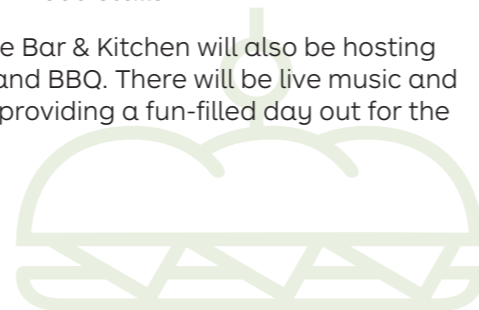 e Bar & Kitchen will also be hosting
and BBQ. There will be live music and
providing a fun-filled day out for the